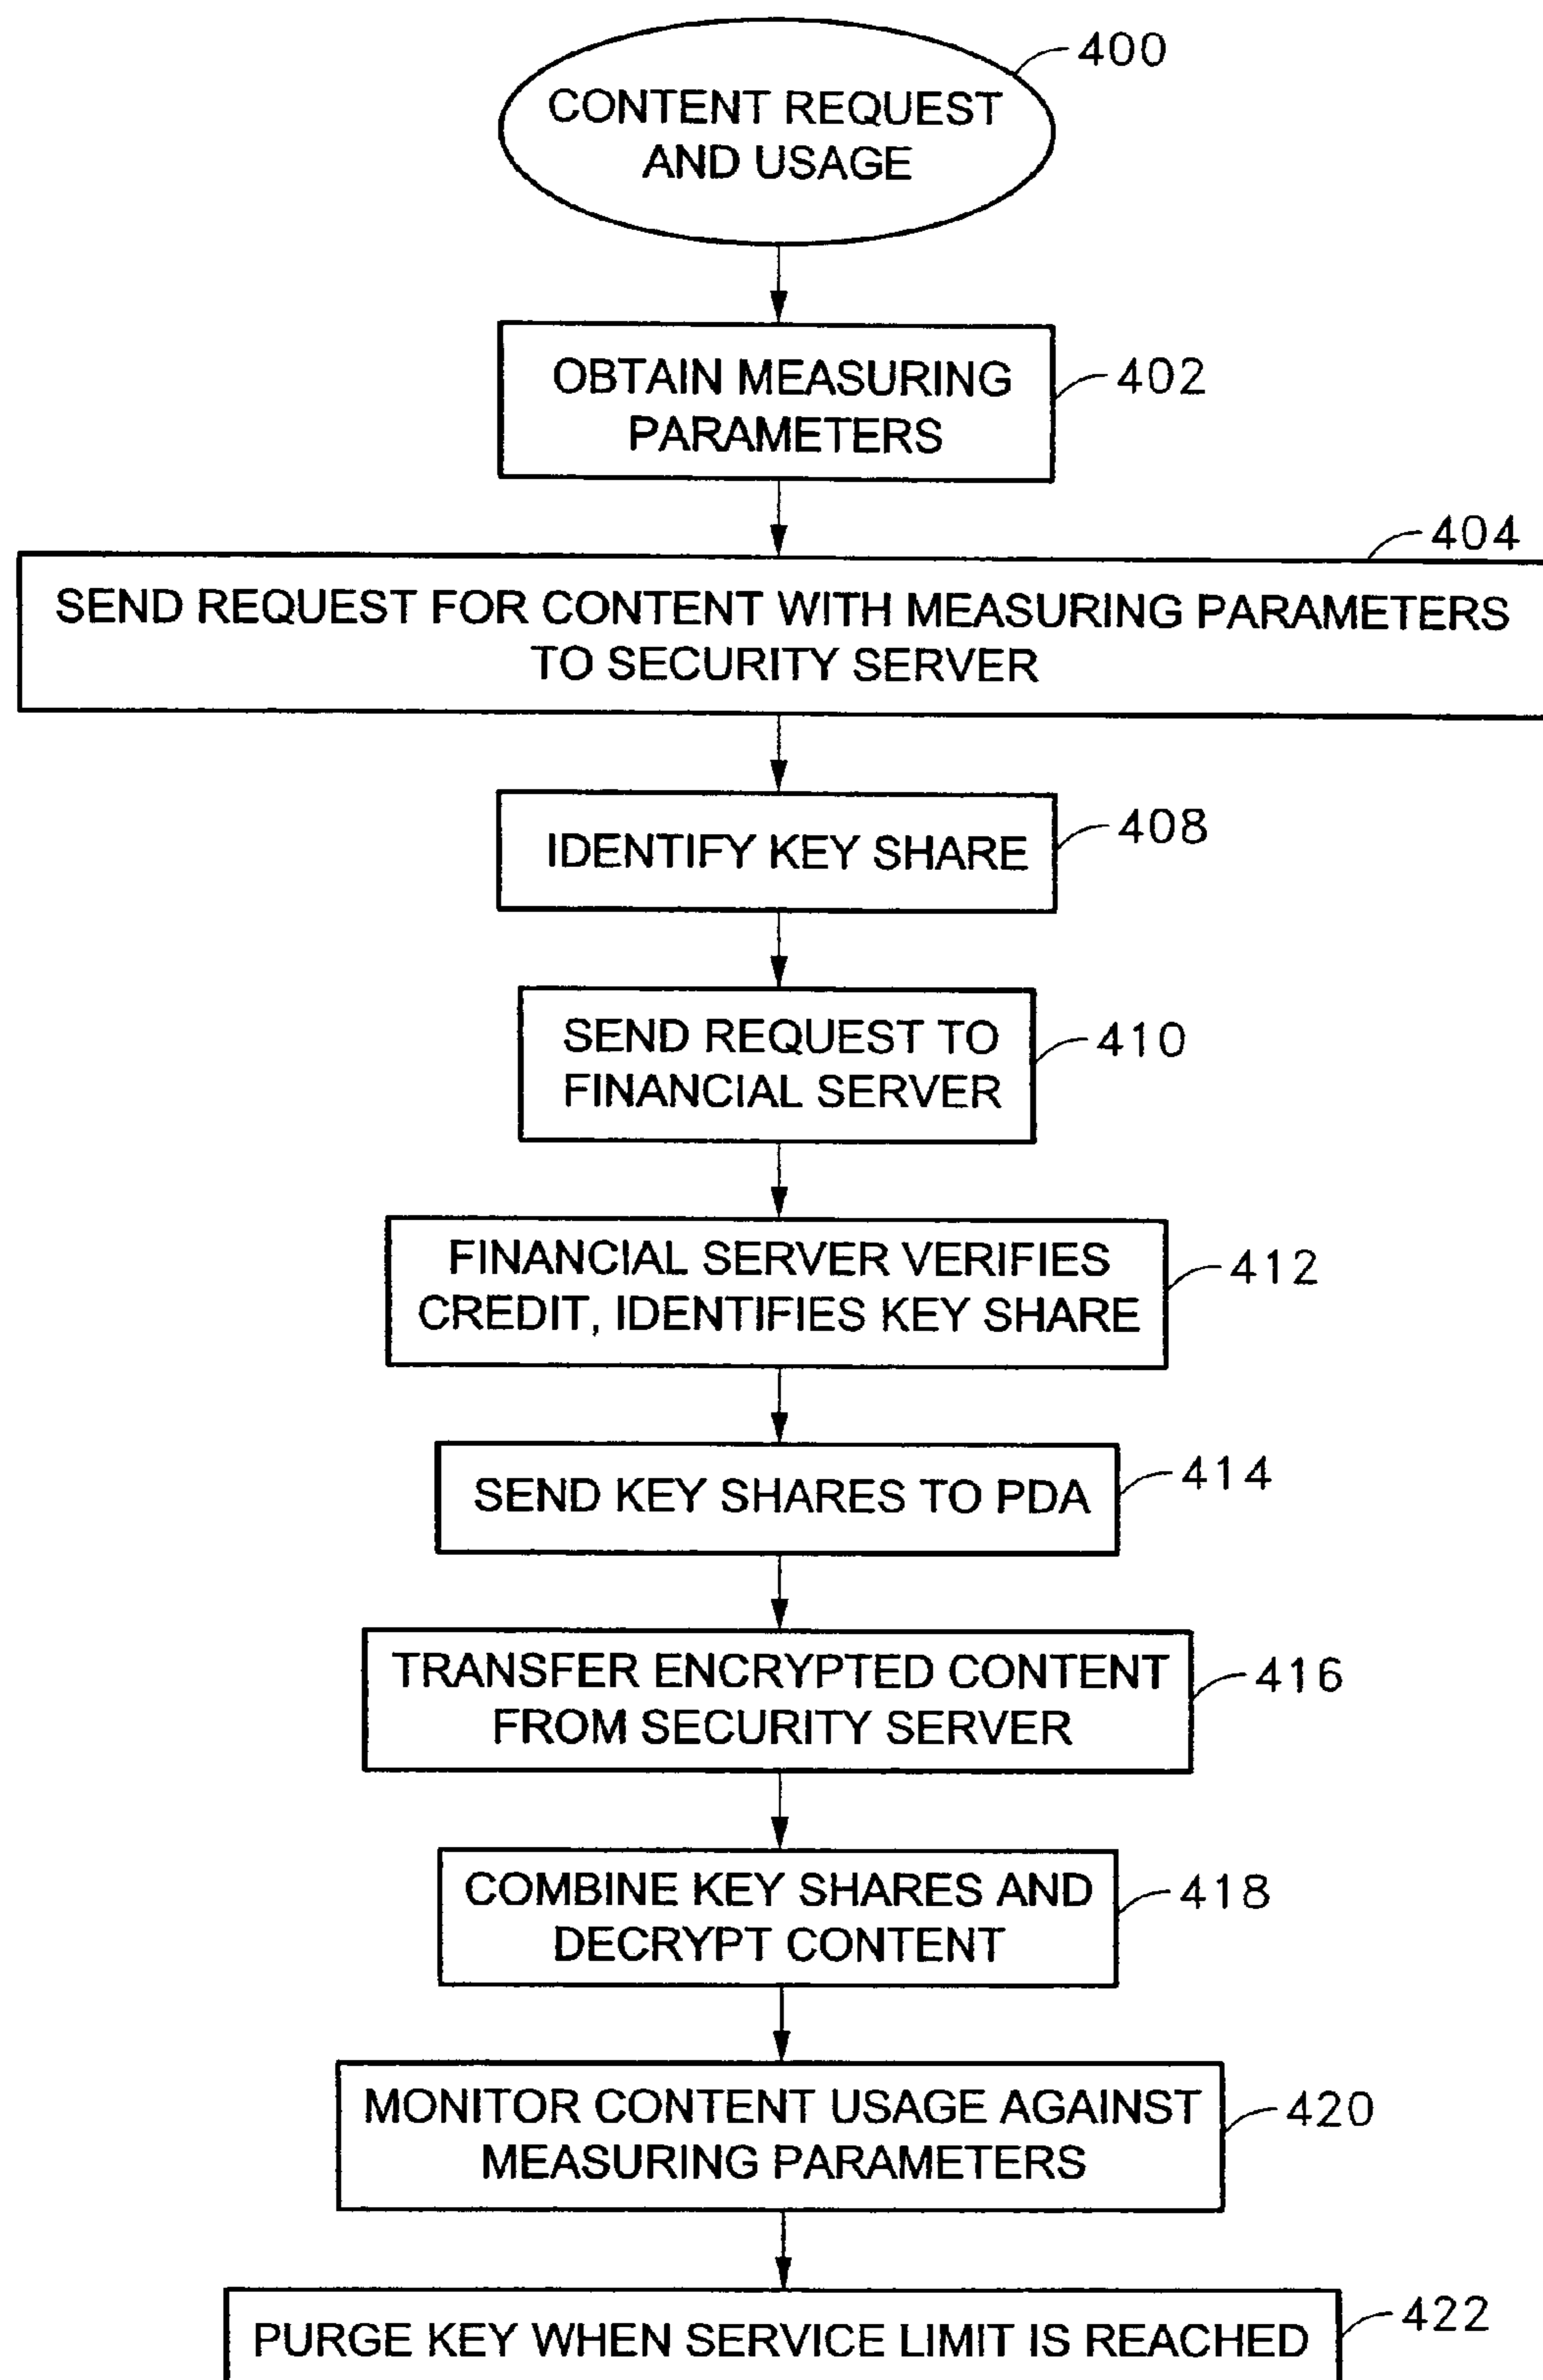 400
CONTENT REQUEST
AND USAGE
OBTAIN MEASURING
PARAMETERS
402
404
SEND REQUEST FOR CONTENT WITH MEASURING PARAMETERS
TO SECURITY SERVER
IDENTIFY KEY SHARE
408
SEND REQUEST TO
FINANCIAL SERVER
410
FINANCIAL SERVER VERIFIES
CREDIT, IDENTIFIES KEY SHARE
412
SEND KEY SHARES TO PDA
414
TRANSFER ENCRYPTED CONTENT
FROM SECURITY SERVER
416
COMBINE KEY SHARES AND
DECRYPT CONTENT
418
MONITOR CONTENT USAGE AGAINST
MEASURING PARAMETERS
420
PURGE KEY WHEN SERVICE LIMIT IS REACHED
422